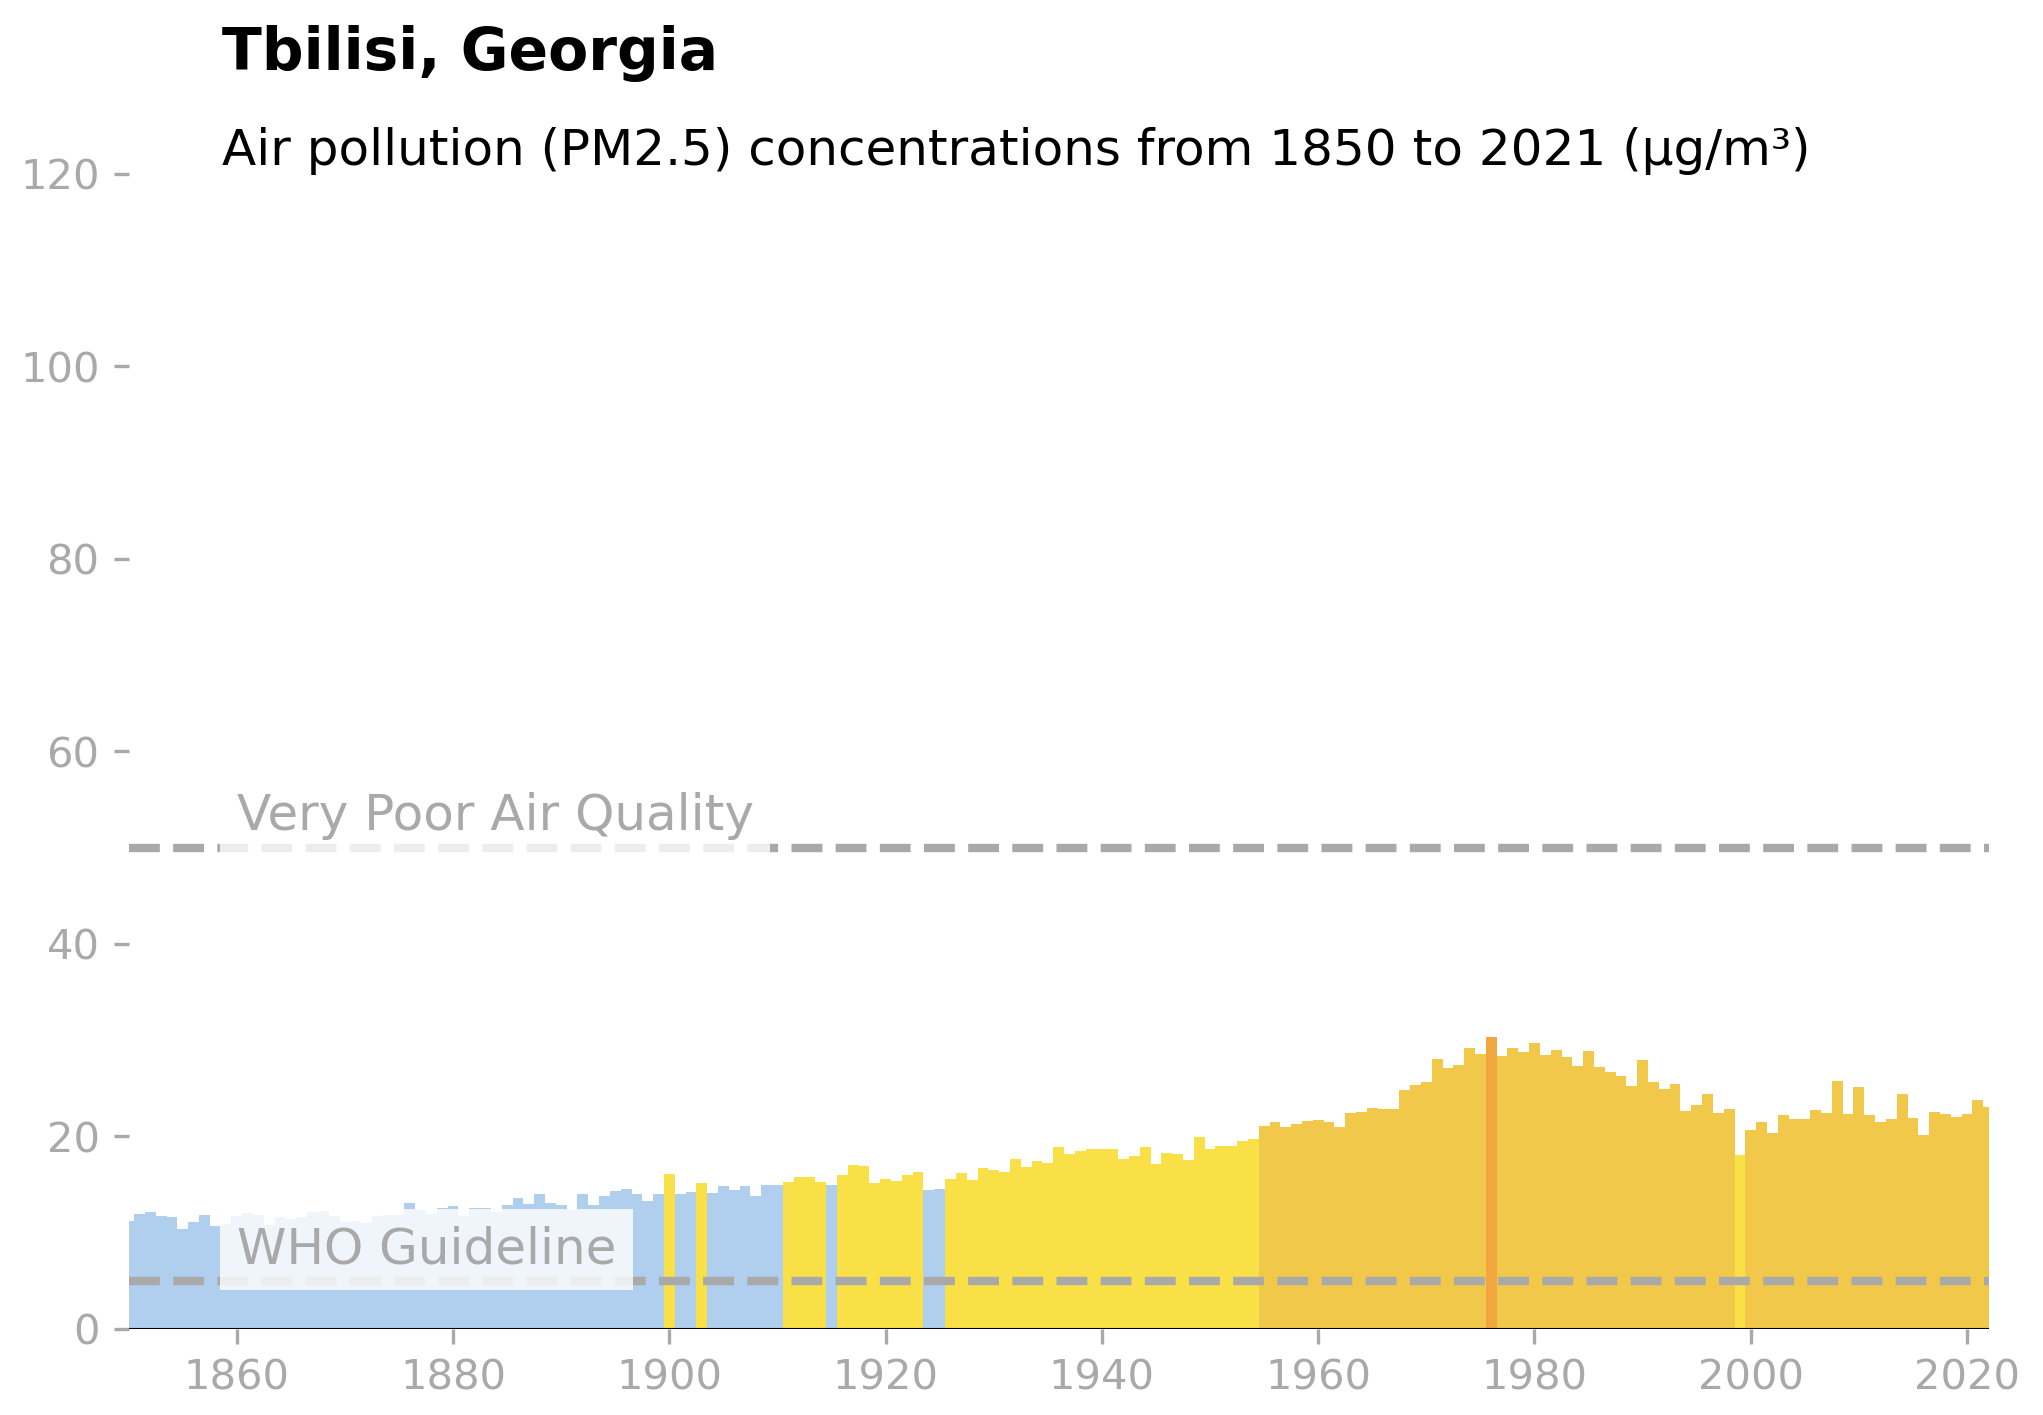 Tbilisi, Georgia
Air pollution (PM2.5) concentrations from 1850 to 2021 (µg/m³)
120
100
80
60
Very Poor Air Quality
40
20
WHO Guideline
0
1860 1880 1900 1920 1940 1960 1980 2000 2020